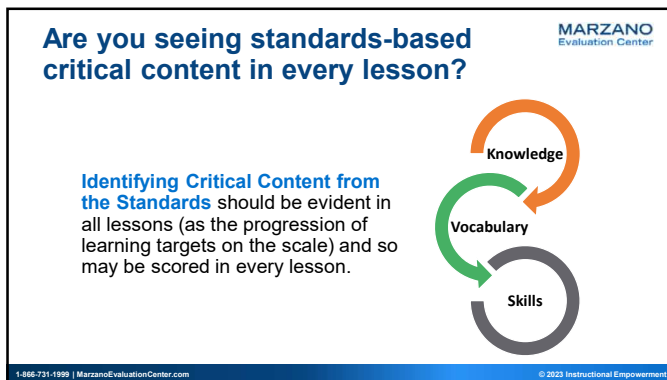 Are you seeing standards-based
critical content in every lesson?
MARZANO
Evaluation Center
Identifying Critical Content from
the Standards should be evident in
all lessons (as the progression of
learning targets on the scale) and so
may be scored in every lesson.
Knowledge
Vocabulary
Skills
1-866-731-1999 | MarzanoEvaluationCenter.com
© 2023 Instructional Empowerment